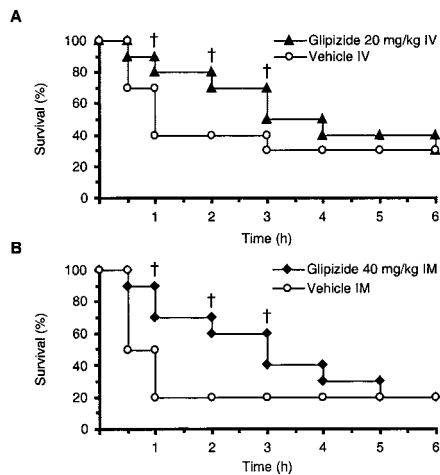 A
100
80
60
40
20
0
Survival (%)
† † †
Glipizide 20 mg/kg IV
Vehicle IV
1 2 3 4 5 6
Time (h)
B
100
80
60
40
20
0
Survival (%)
† † †
Glipizide 40 mg/kg IM
Vehicle IM
1 2 3 4 5 6
Time (h)